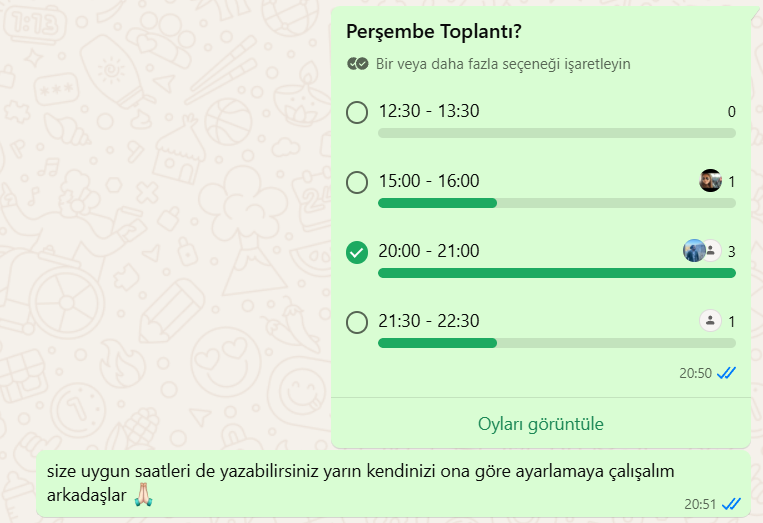 Perşembe Toplantı?
Bir veya daha fazla seçeneği işaretleyin
12:30 - 13:30 0
15:00 - 16:00 1
20:00 - 21:00 3
21:30 - 22:30 1
20:50
Oyları görüntüle
size uygun saatleri de yazabilirsiniz yarın kendinizi ona göre ayarlamaya çalışalım
arkadaşlar 🙏🏻
20:51